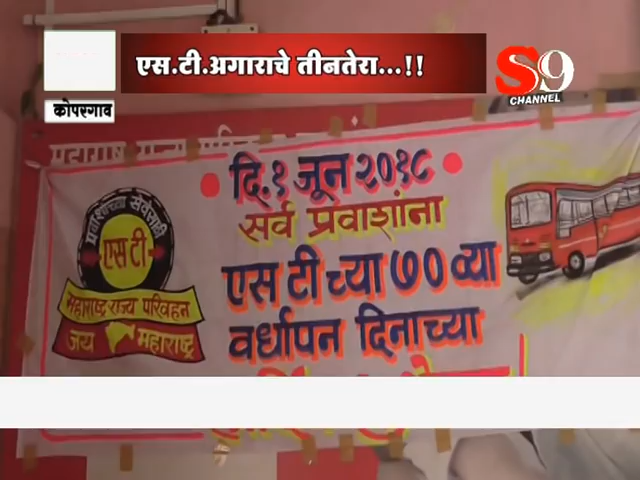 एस.टी.अगाराचे तीनतेरा...!!
S9
CHANNEL
कोपरगाव
दि.१ जून २०१८
सर्व प्रवाशांना
एस टी च्या ७० व्या
वर्धापन दिनाच्या
प्रवाशांच्या सेवेसाठी
एस टी
महाराष्ट्र राज्य परिवहन
जय महाराष्ट्र